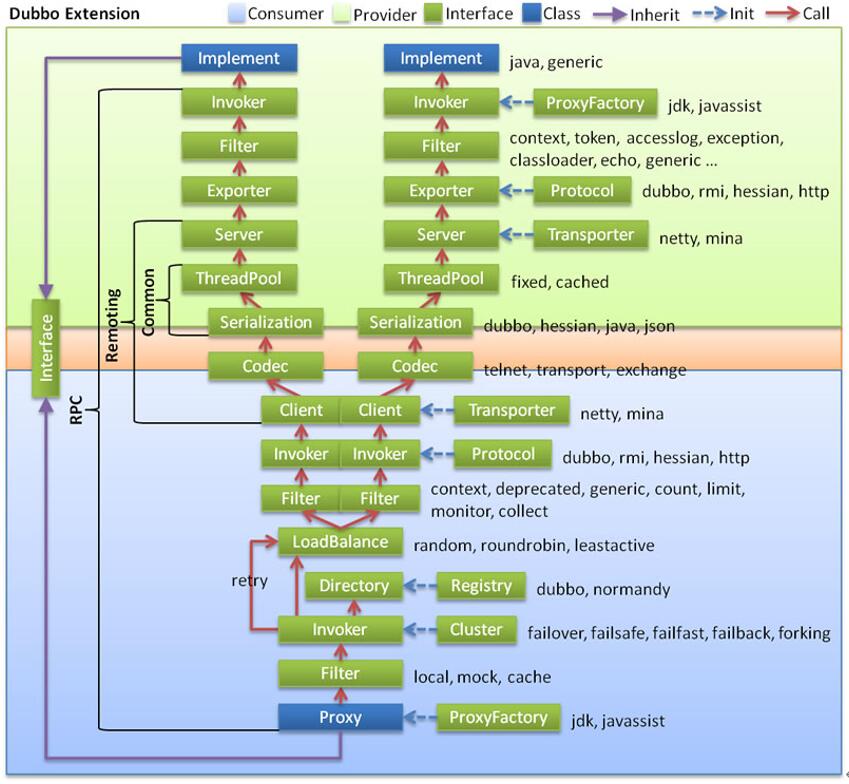 Dubbo Extension Consumer Provider Interface Class Inherit Init Call
Implement Implement java, generic
Invoker Invoker ProxyFactory jdk, javassist
Filter Filter context, token, accesslog, exception,
classloader, echo, generic ...
Exporter Exporter Protocol dubbo, rmi, hessian, http
Server Server Transporter netty, mina
ThreadPool ThreadPool fixed, cached
Common
Remoting
Interface
RPC
Serialization Serialization dubbo, hessian, java, json
Codec Codec telnet, transport, exchange
Client Client Transporter netty, mina
Invoker Invoker Protocol dubbo, rmi, hessian, http
Filter Filter context, deprecated, generic, count, limit,
monitor, collect
LoadBalance random, roundrobin, leastactive
retry Directory Registry dubbo, normandy
Invoker Cluster failover, failsafe, failfast, failback, forking
Filter local, mock, cache
Proxy ProxyFactory jdk, javassist